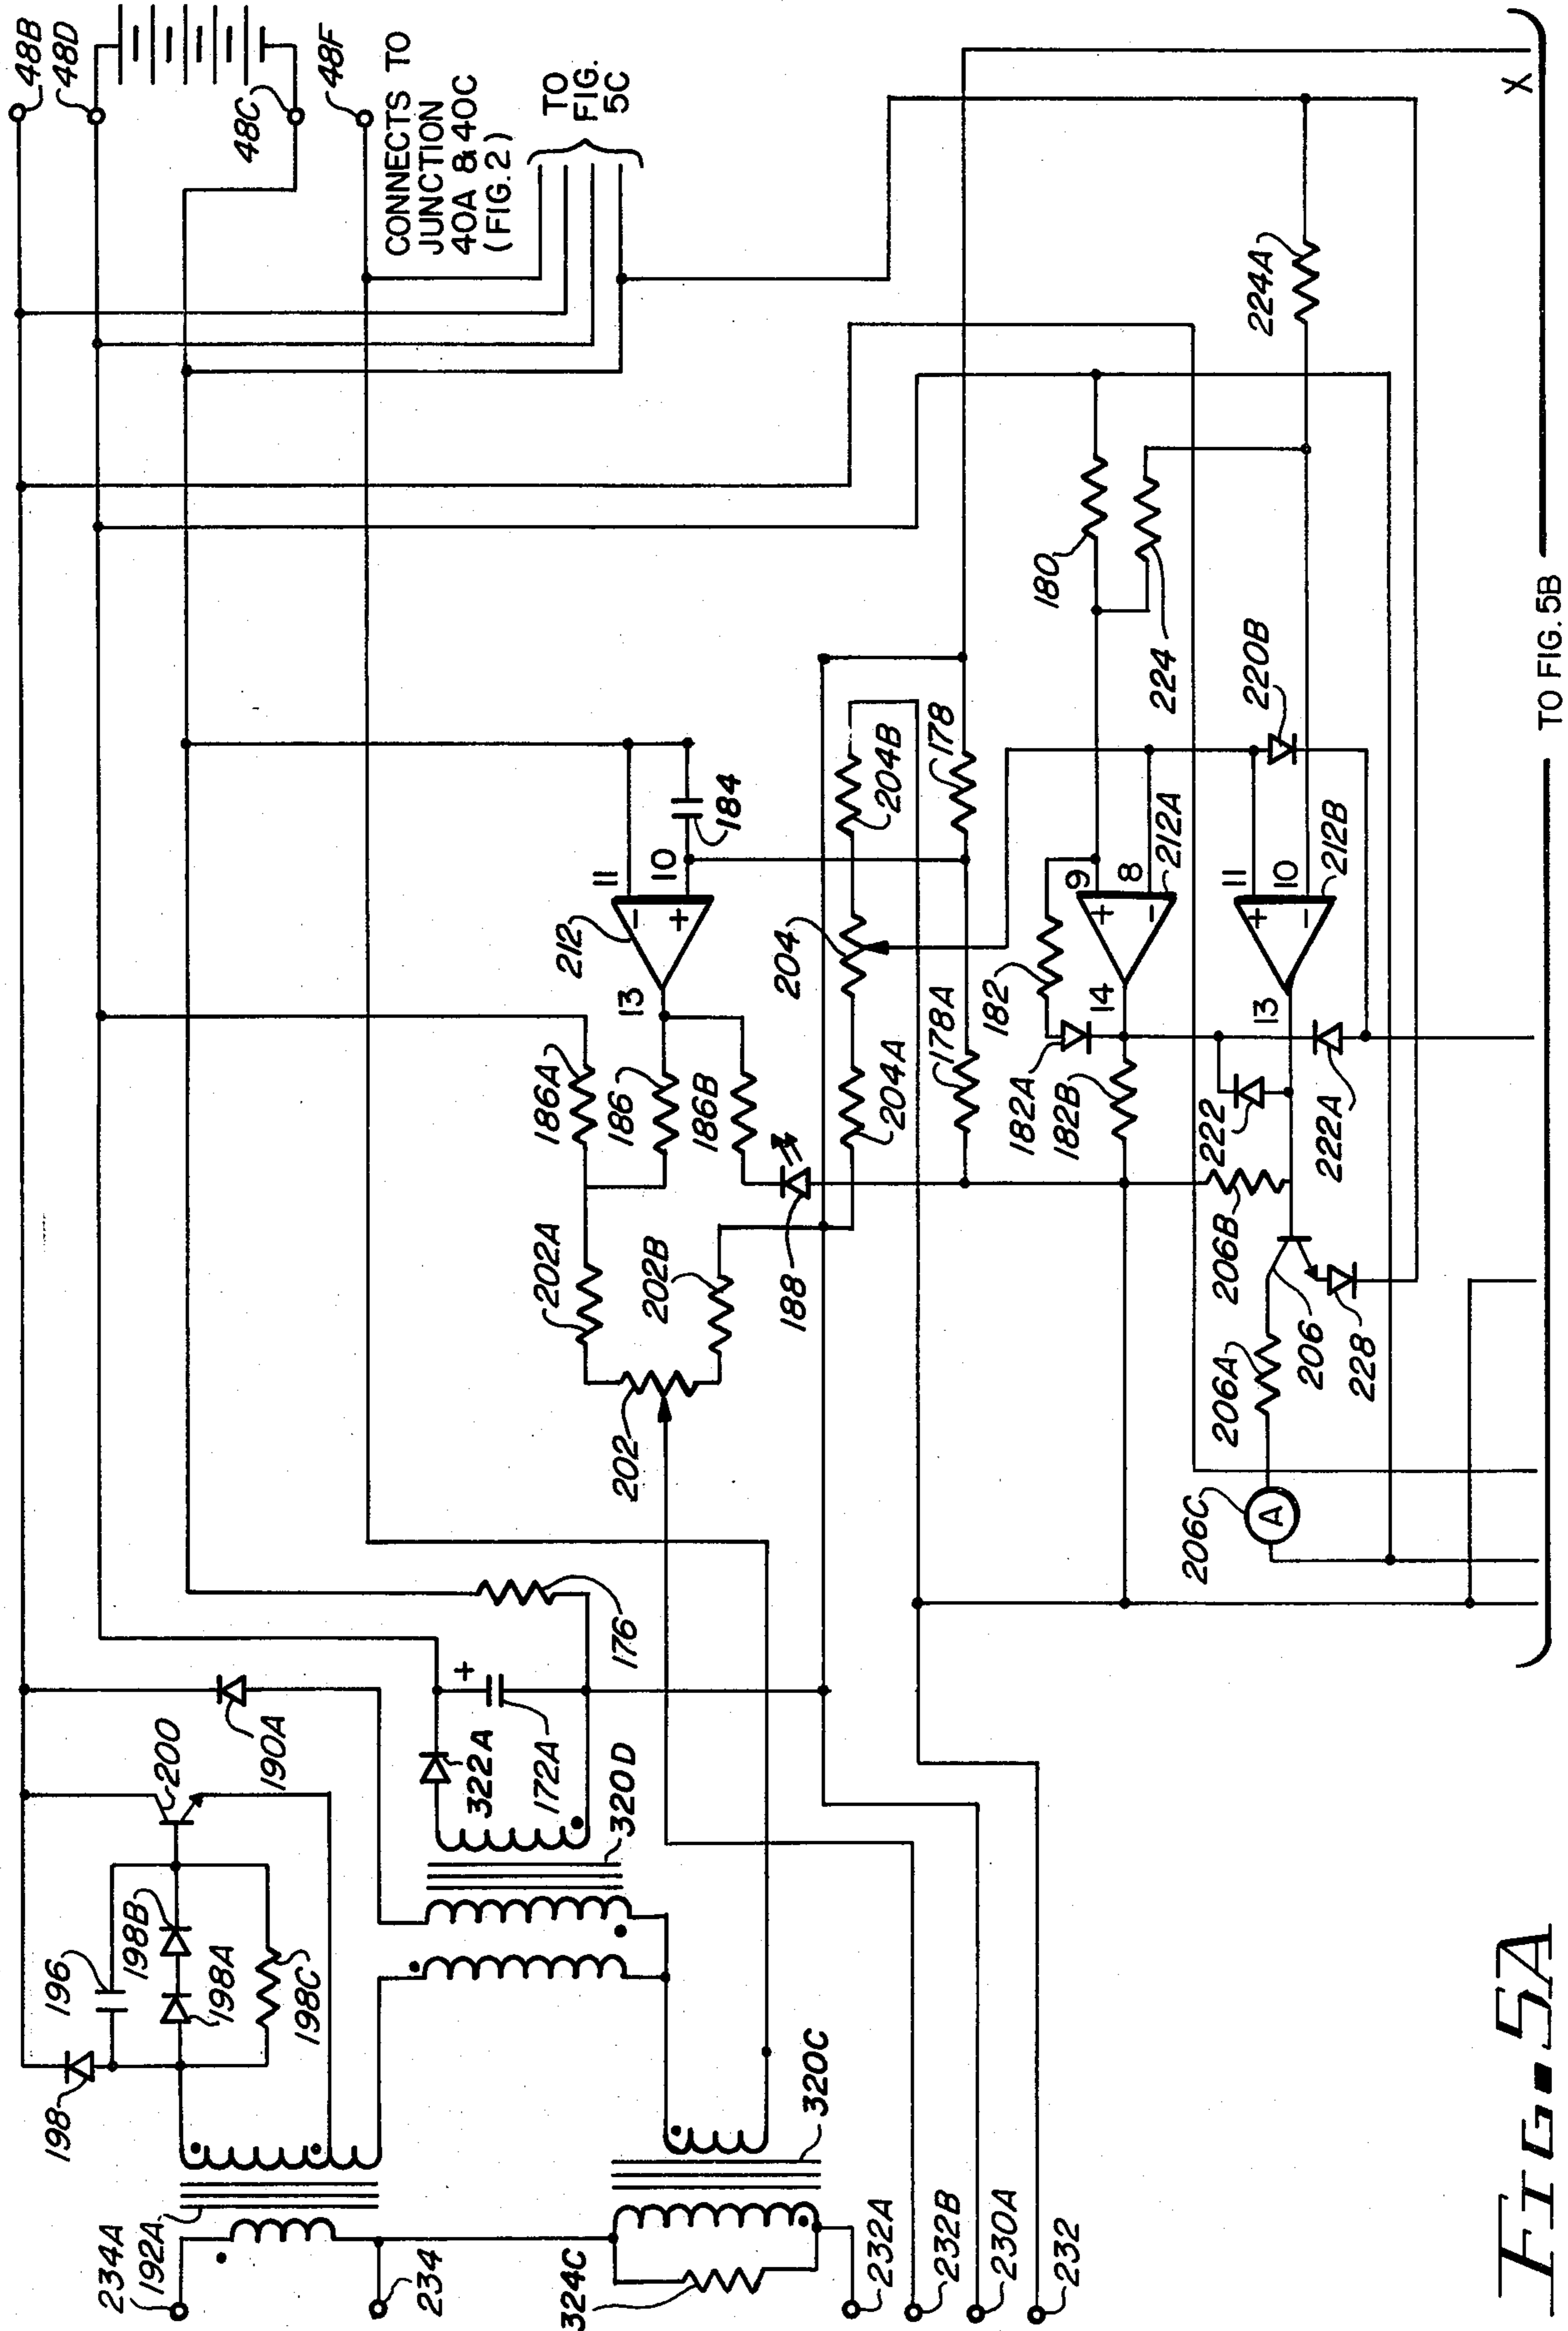 48B
48D
48C
48F
CONNECTS TO
JUNCTION
40A & 40C
(FIG. 2)
TO
FIG.
5C
198
196
198B
198A
198C
200
190A
234A
192A
234
322A
+
172A
176
320D
320C
324C
232A
232B
230A
232
202
202A
202B
186A
186
186B
188
212
13
11
10
−
+
184
204A
204
204B
178A
178
180
224
224A
182
182A
182B
14
9
8
+
−
212A
220B
11
10
+
−
212B
13
222
222A
206B
206
228
206A
206C
A
X
TO FIG. 5B
FIG. 5A